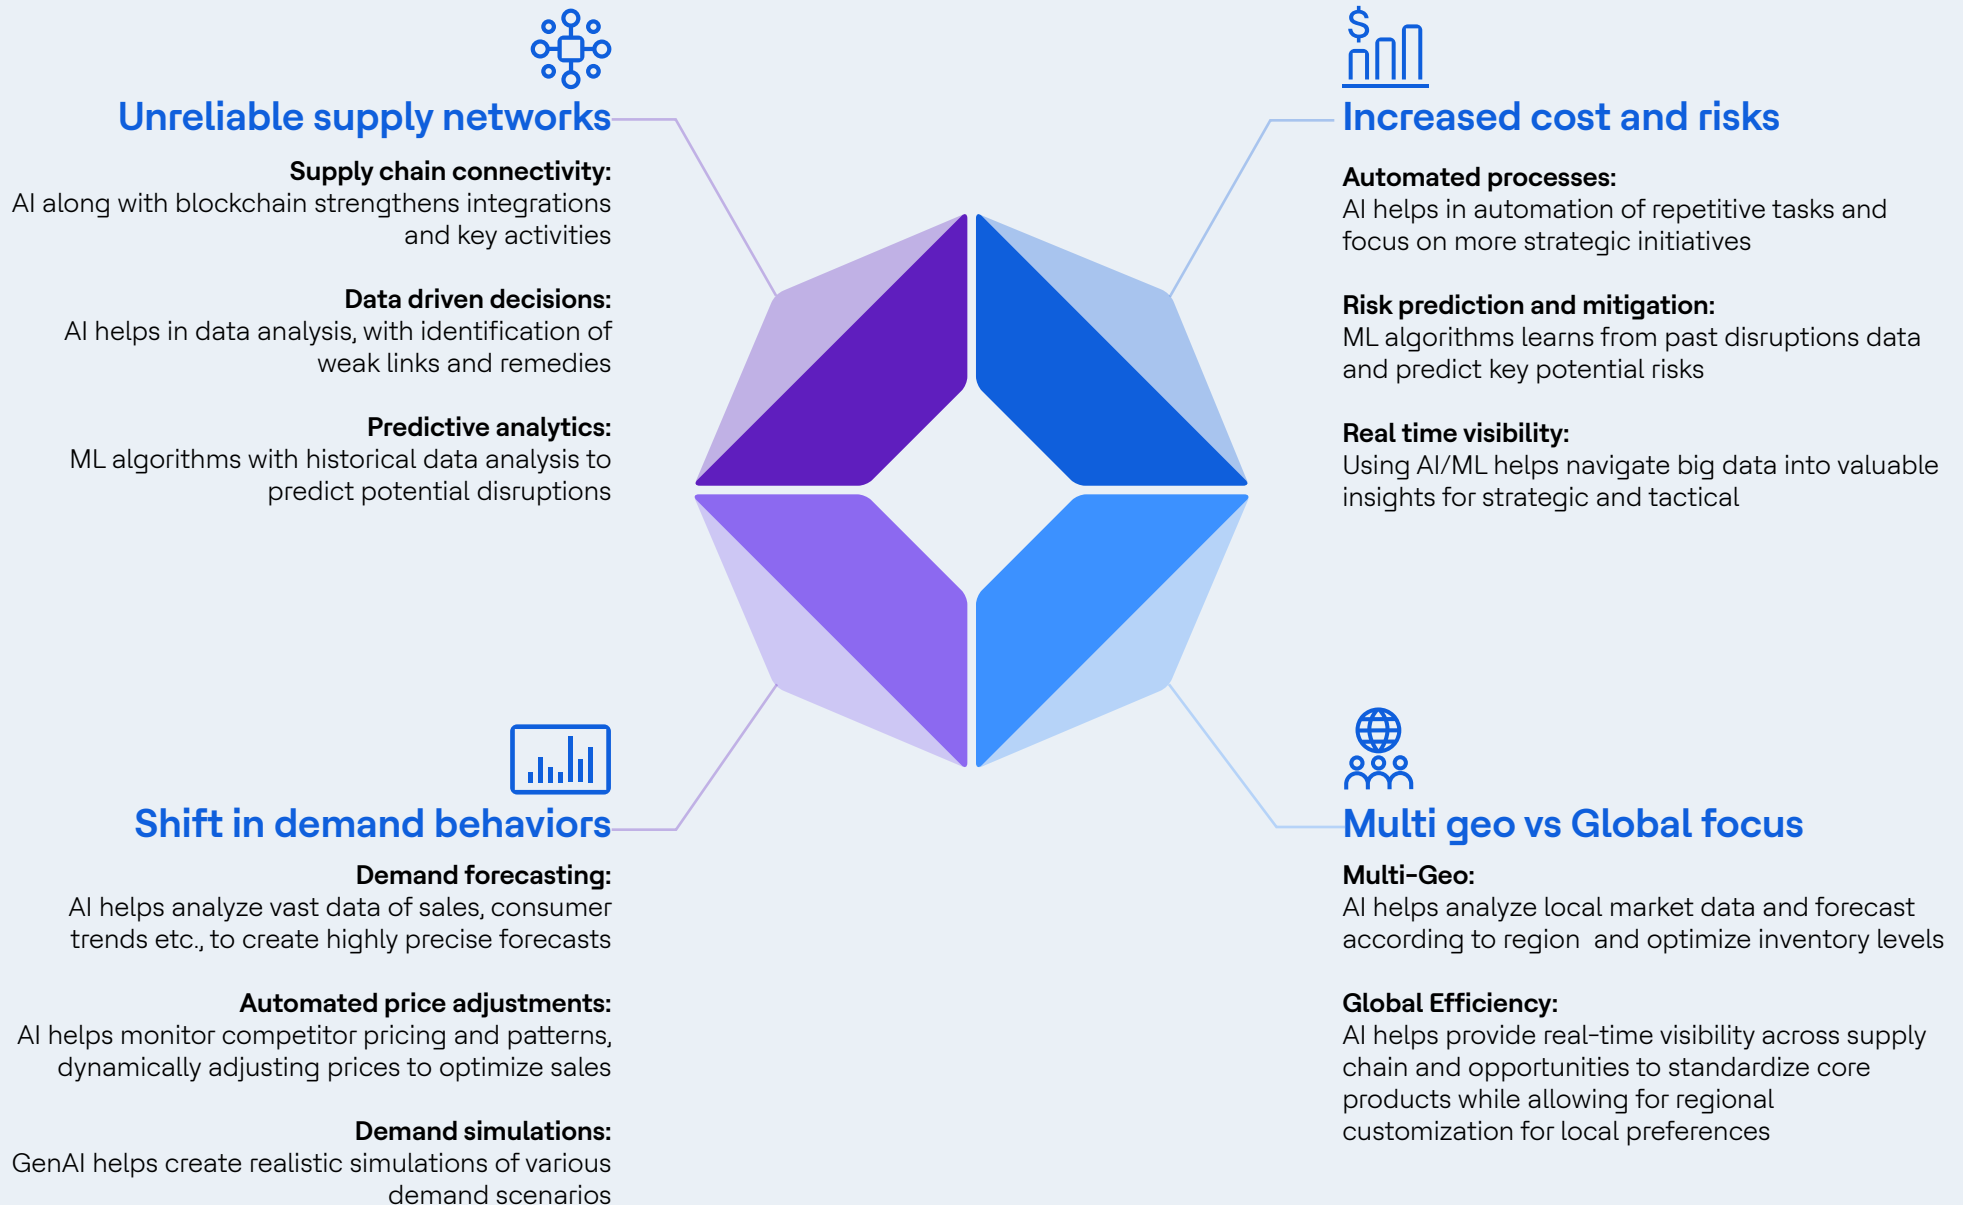 Unreliable supply networks
Supply chain connectivity:
AI along with blockchain strengthens integrations
and key activities
Data driven decisions:
AI helps in data analysis, with identification of
weak links and remedies
Predictive analytics:
ML algorithms with historical data analysis to
predict potential disruptions
$
Increased cost and risks
Automated processes:
AI helps in automation of repetitive tasks and
focus on more strategic initiatives
Risk prediction and mitigation:
ML algorithms learns from past disruptions data
and predict key potential risks
Real time visibility:
Using AI/ML helps navigate big data into valuable
insights for strategic and tactical
Shift in demand behaviors
Demand forecasting:
AI helps analyze vast data of sales, consumer
trends etc., to create highly precise forecasts
Automated price adjustments:
AI helps monitor competitor pricing and patterns,
dynamically adjusting prices to optimize sales
Demand simulations:
GenAI helps create realistic simulations of various
demand scenarios
Multi geo vs Global focus
Multi-Geo:
AI helps analyze local market data and forecast
according to region  and optimize inventory levels
Global Efficiency:
AI helps provide real-time visibility across supply
chain and opportunities to standardize core
products while allowing for regional
customization for local preferences